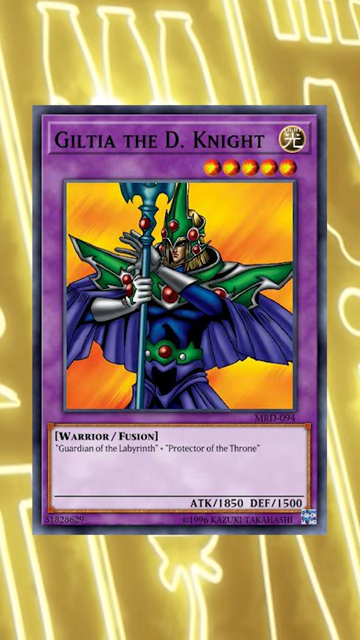 Giltia the D. Knight
LIGHT
光
MRD-094
[Warrior / Fusion]
"Guardian of the Labyrinth" + "Protector of the Throne"
ATK/1850 DEF/1500
51828629
©1996 KAZUKI TAKAHASHI